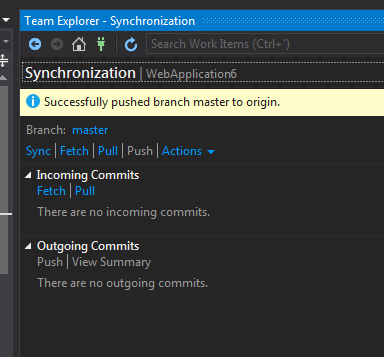 Team Explorer - Synchronization
Search Work Items (Ctrl+')
Synchronization | WebApplication6
Successfully pushed branch master to origin.
Branch: master
Sync | Fetch | Pull | Push | Actions
Incoming Commits
Fetch | Pull
There are no incoming commits.
Outgoing Commits
Push | View Summary
There are no outgoing commits.